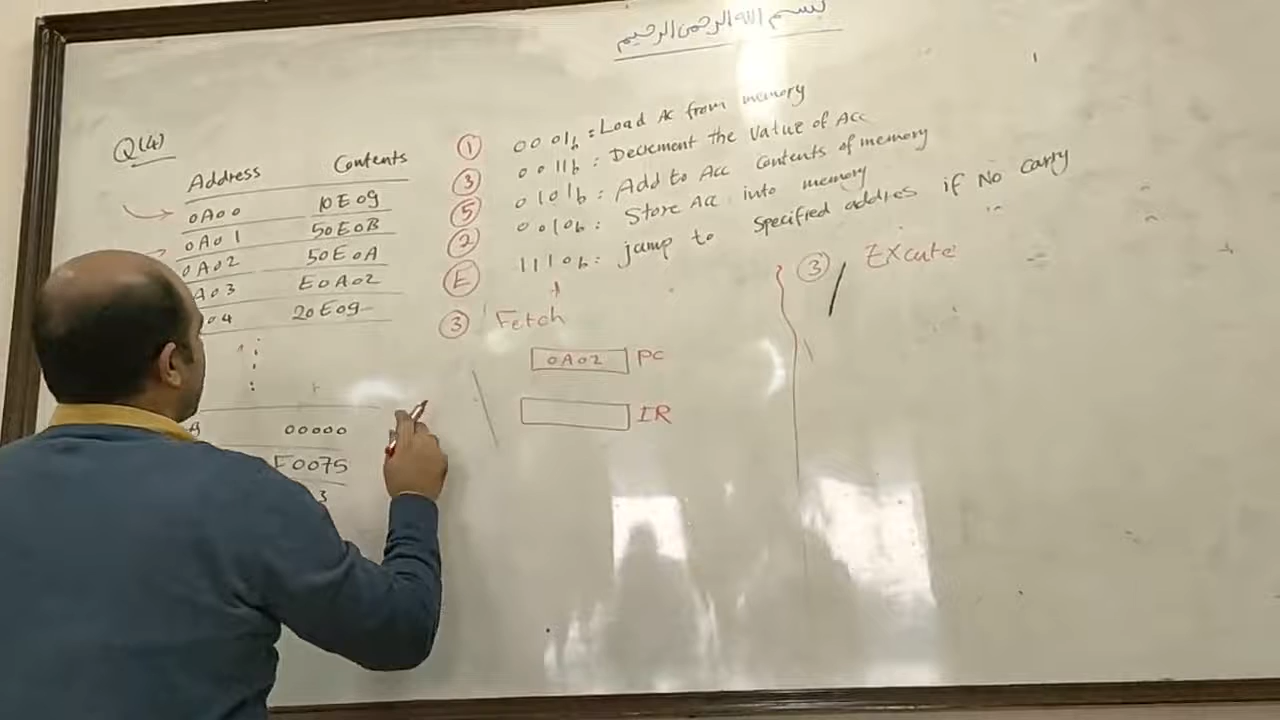 بسم الله الرحمن الرحيم
Q(4)
Address Contents
0A00 10E09
0A01 50E0B
0A02 50E0A
A03 E0A02
04 20E09
00000
F0075
3
① 0001b : Load Ac from memory
③ 0011b : Decrement the value of Acc
⑤ 0101b : Add to Acc contents of memory
② 0010b : Store Acc into memory
Ⓔ 1110b : jump to specified address if No carry
③ Fetch
0A02 PC
IR
③ Excute